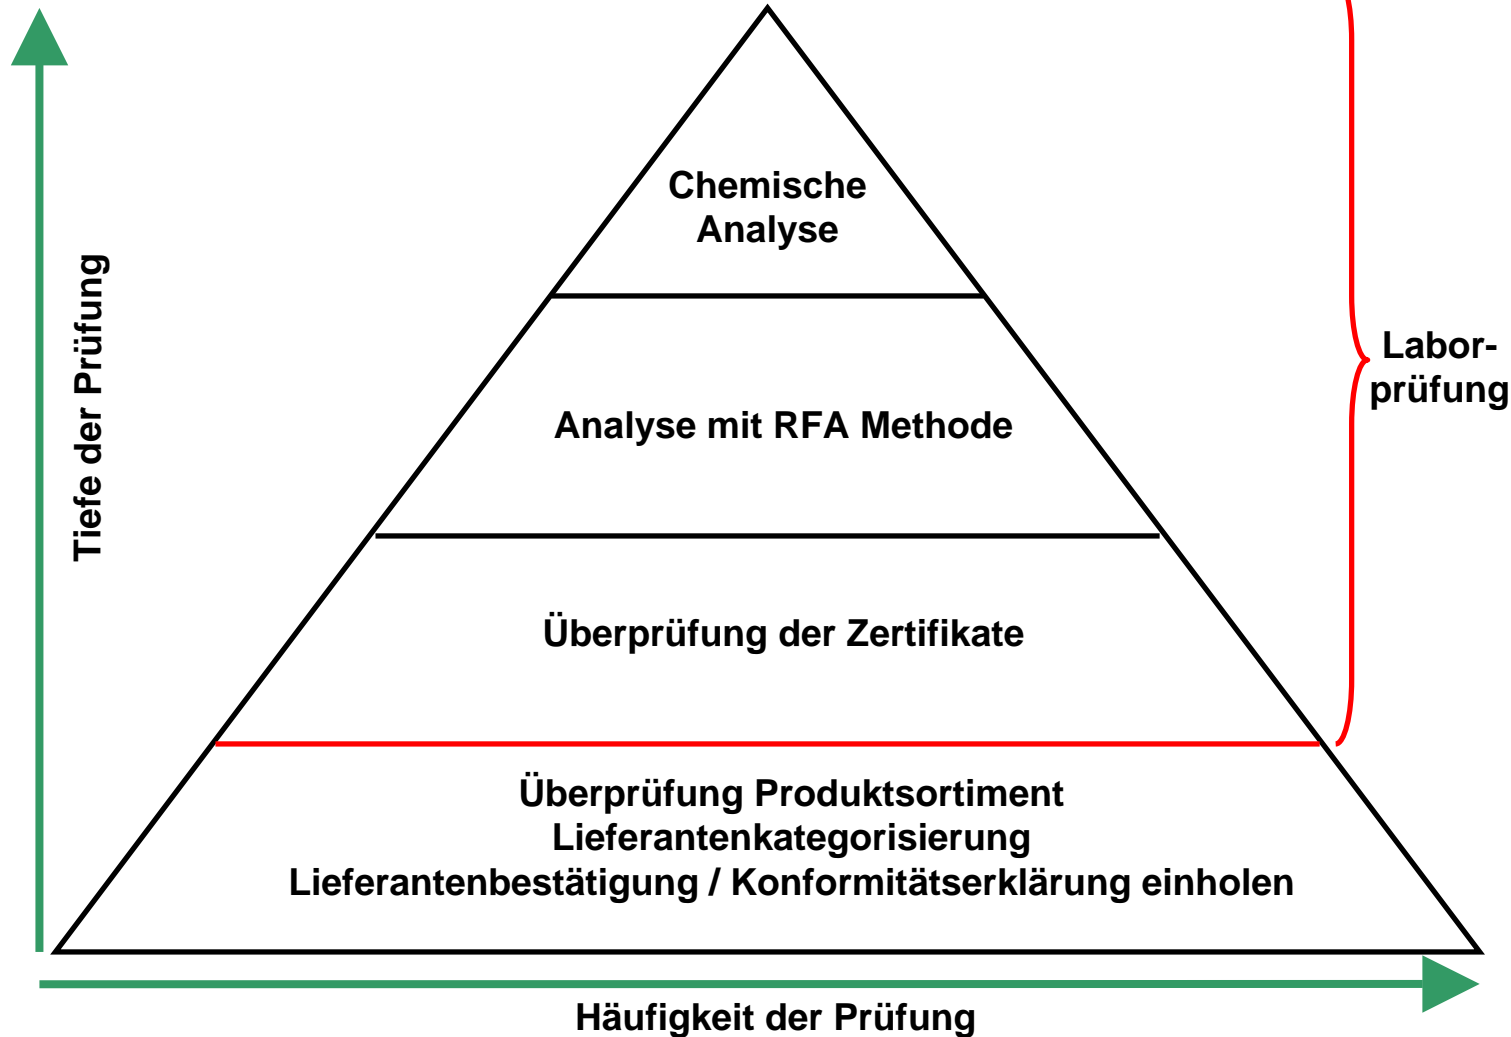 Chemische
Analyse
Tiefe der Prüfung
Labor-
prüfung
Analyse mit RFA Methode
Überprüfung der Zertifikate
Überprüfung Produktsortiment
Lieferantenkategorisierung
Lieferantenbestätigung / Konformitätserklärung einholen
Häufigkeit der Prüfung